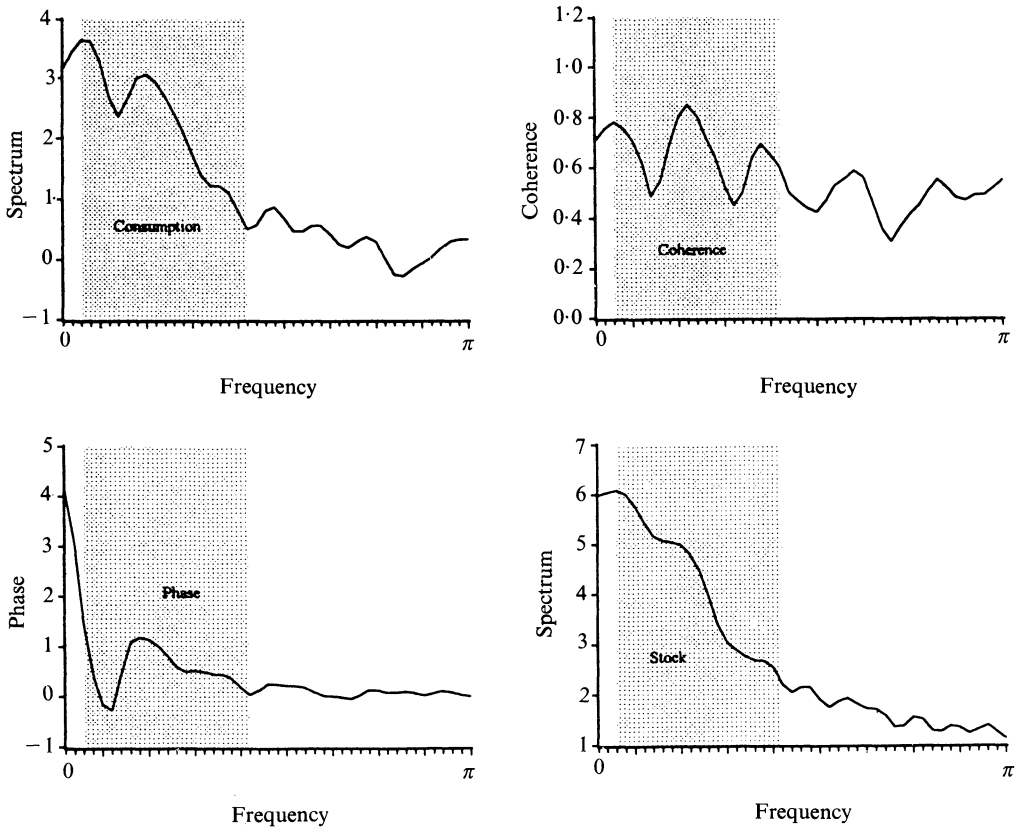 4
3
2
1
0
−1
Spectrum
Consumption
0
π
Frequency
1·2
1·0
0·8
0·6
0·4
0·2
0·0
Coherence
Coherence
0
π
Frequency
5
4
3
2
1
0
−1
Phase
Phase
0
π
Frequency
7
6
5
4
3
2
1
Spectrum
Stock
0
π
Frequency